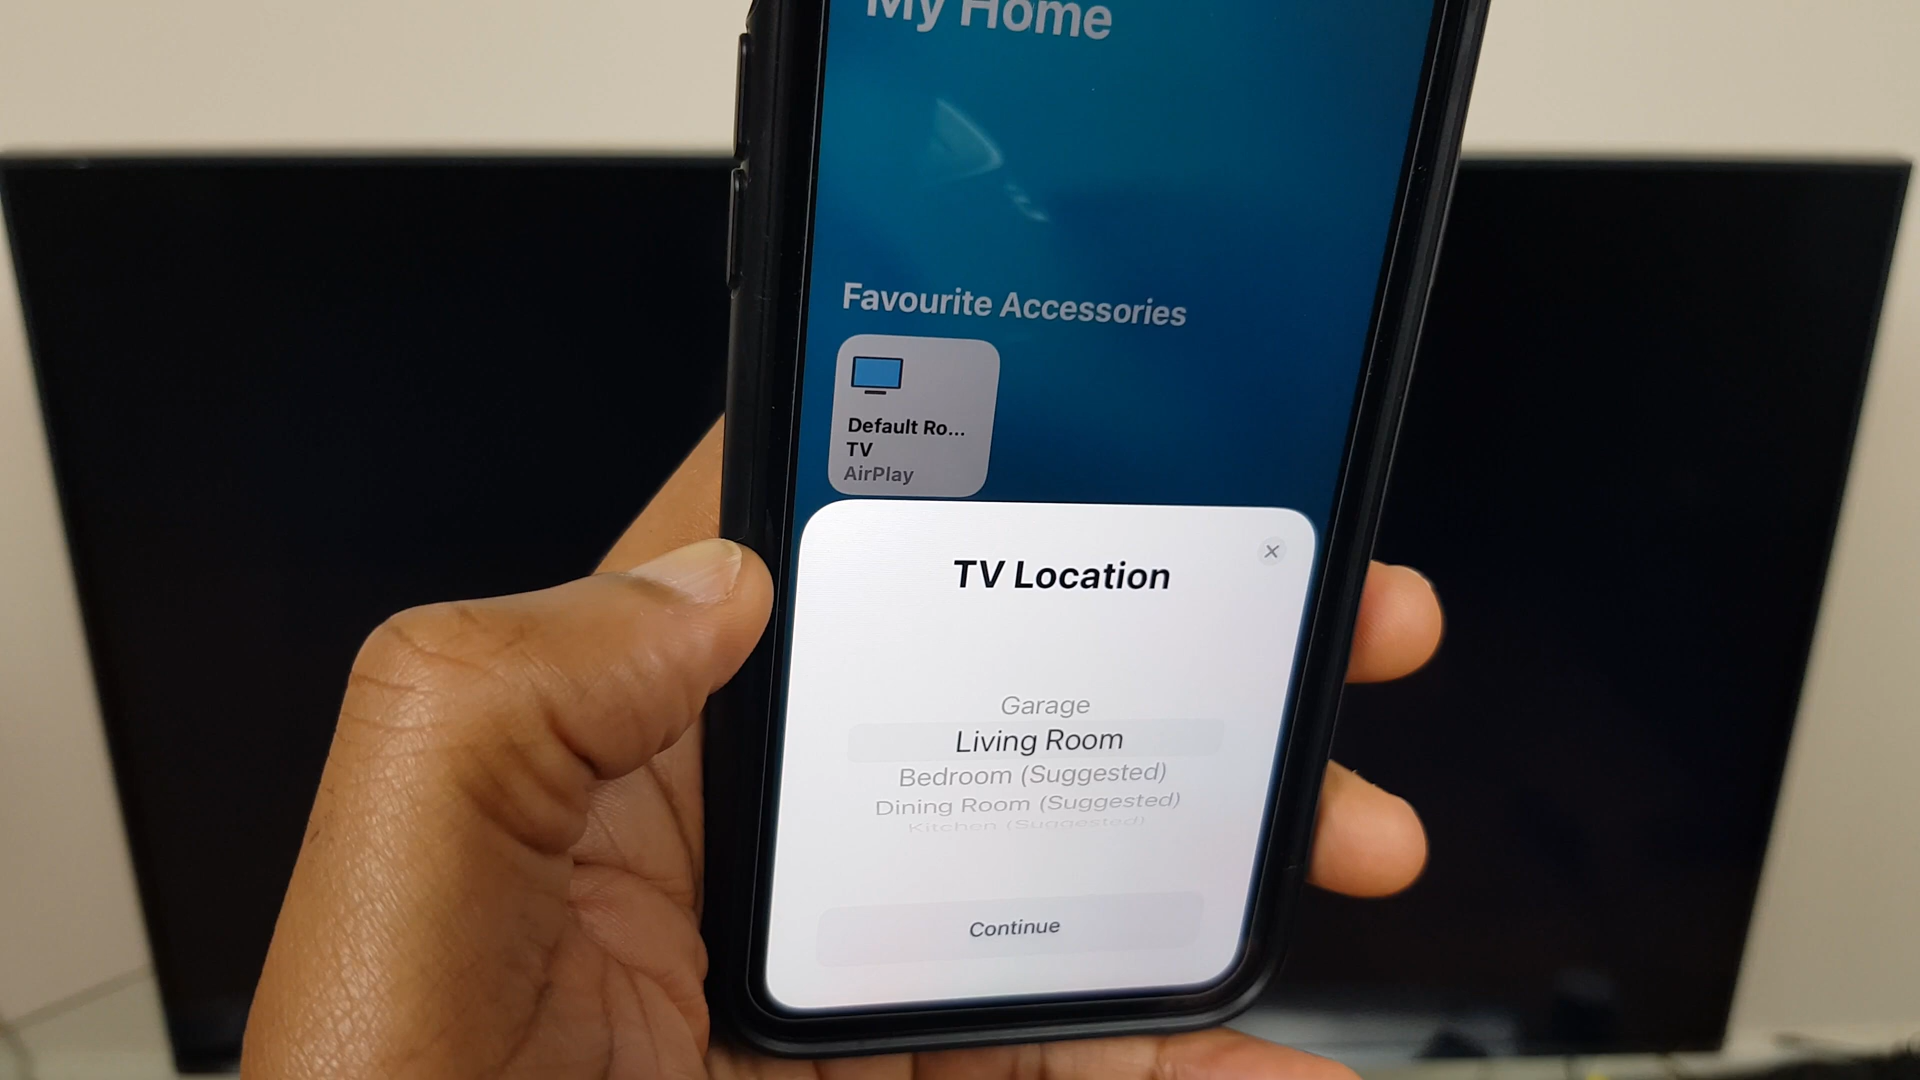 My Home
Favourite Accessories
Default Ro...
TV
AirPlay
TV Location
Garage
Living Room
Bedroom (Suggested)
Dining Room (Suggested)
Kitchen (Suggested)
Continue